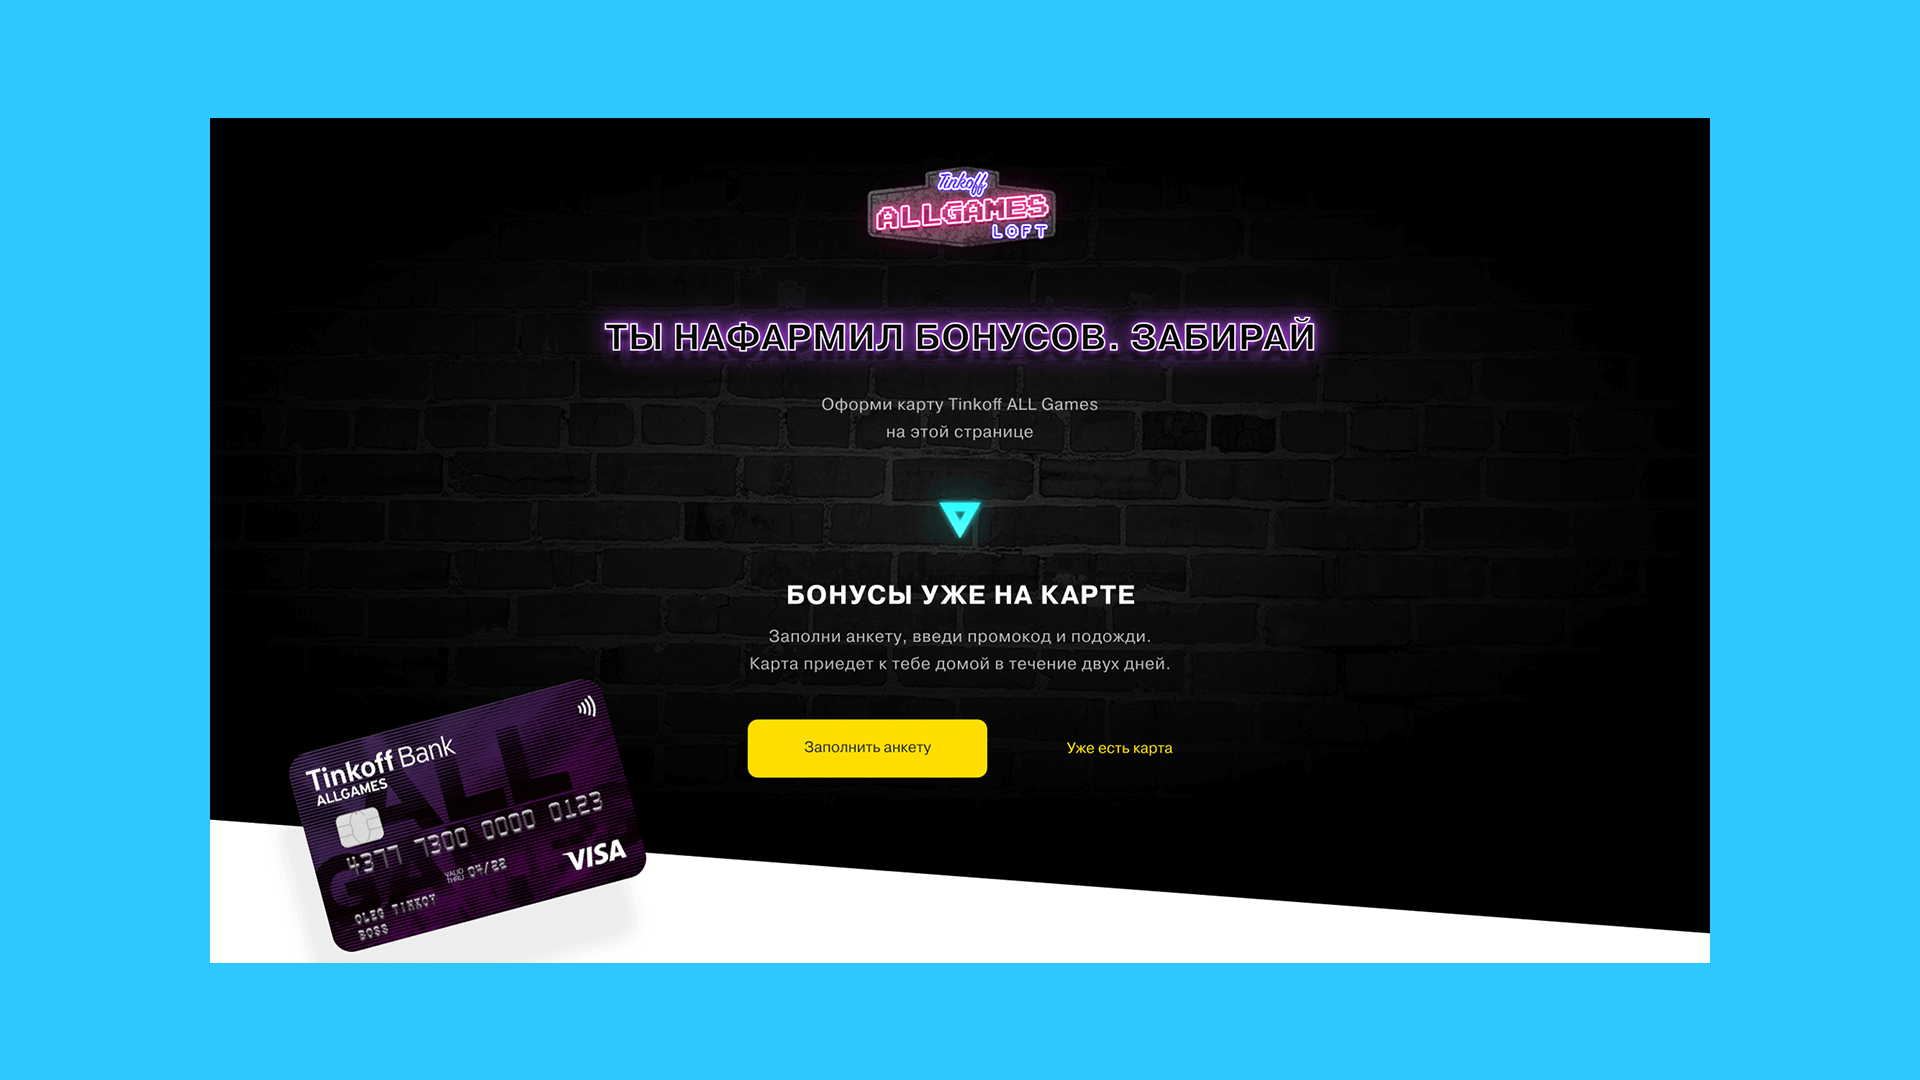 Tinkoff
ALLGAMES
LOFT
ТЫ НАФАРМИЛ БОНУСОВ. ЗАБИРАЙ
Оформи карту Tinkoff ALL Games
на этой странице
БОНУСЫ УЖЕ НА КАРТЕ
Заполни анкету, введи промокод и подожди.
Карта приедет к тебе домой в течение двух дней.
Заполнить анкету
Уже есть карта
Tinkoff Bank
ALLGAMES
ALL
GAMES
4377 7300 0000 0123
VALID THRU 04/22
VISA
OLEG TINKOV
BOSS